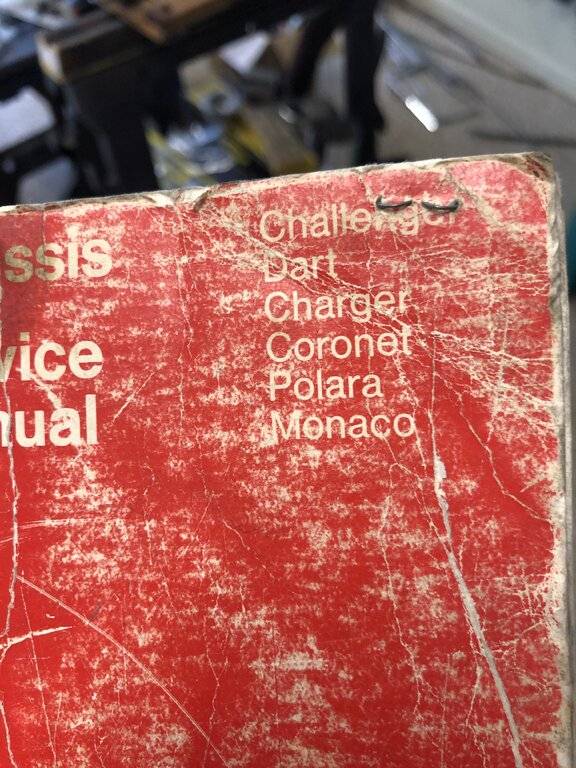 ssis
vice
nual
Challenger
Dart
Charger
Coronet
Polara
Monaco